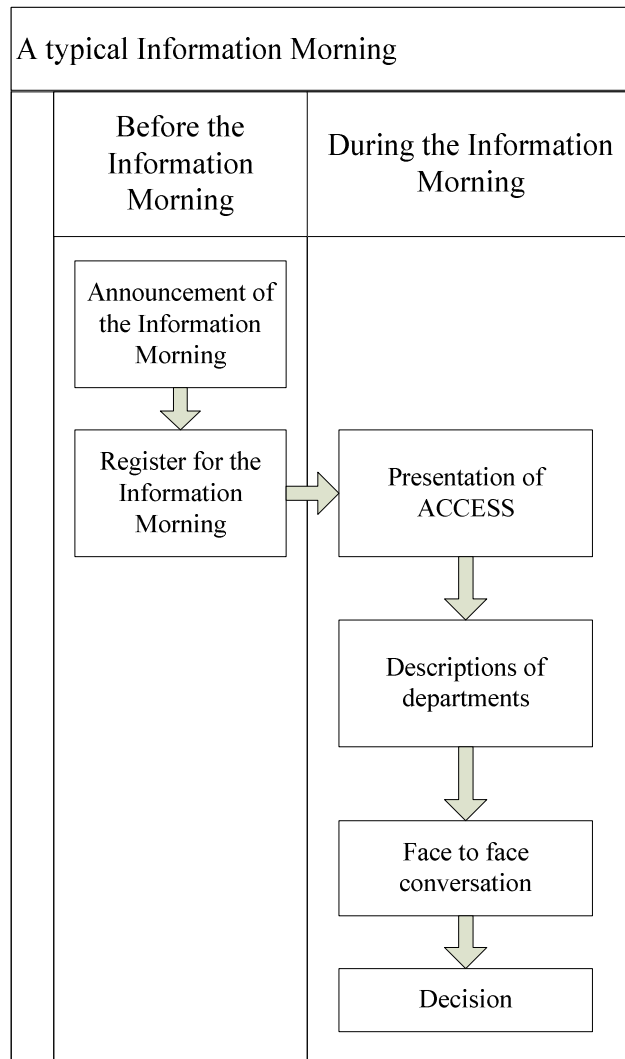 A typical Information Morning
Before the
Information
Morning
During the Information
Morning
Announcement of
the Information
Morning
Register for the
Information
Morning
Presentation of
ACCESS
Descriptions of
departments
Face to face
conversation
Decision